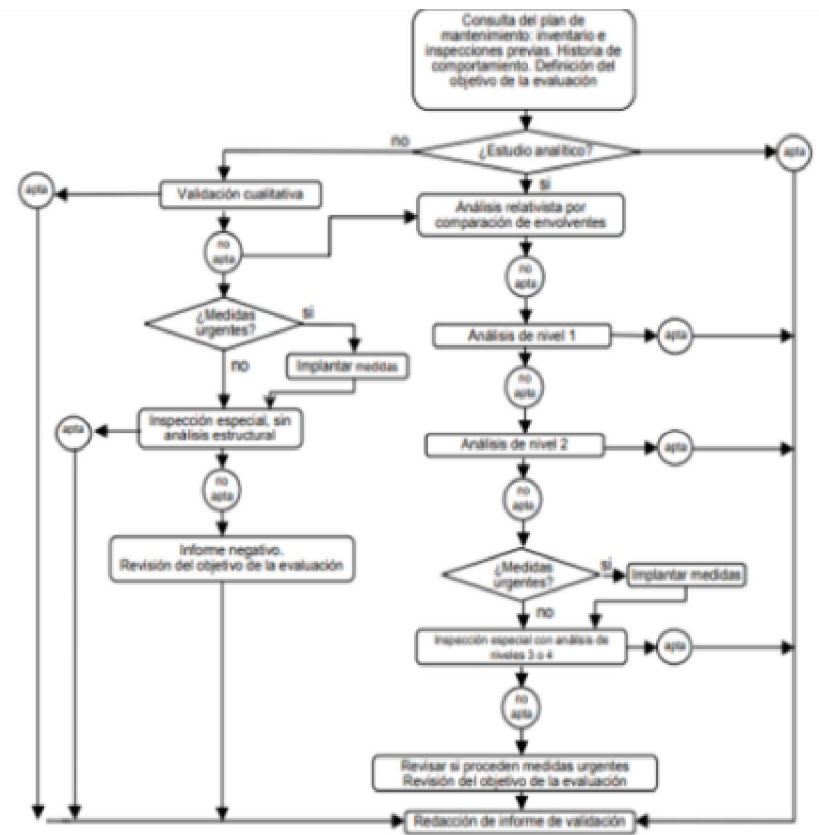 Consulta del plan de
mantenimiento: inventario e
inspecciones previas. Historia de
comportamiento. Definición del
objetivo de la evaluación
no
¿Estudio analítico?
apta
si
apta
Validación cualitativa
Análisis relativista por
comparación de envolventes
no
apta
no
apta
¿Medidas
urgentes?
si
Análisis de nivel 1
apta
no
Implantar medidas
no
apta
apta
Inspección especial, sin
análisis estructural
Análisis de nivel 2
apta
no
apta
no
apta
Informe negativo.
Revisión del objetivo de la evaluación
¿Medidas
urgentes?
si
Implantar medidas
no
Inspección especial con análisis de
niveles 3 o 4
apta
no
apta
Revisar si proceden medidas urgentes
Revisión del objetivo de la evaluación
Redacción de informe de validación